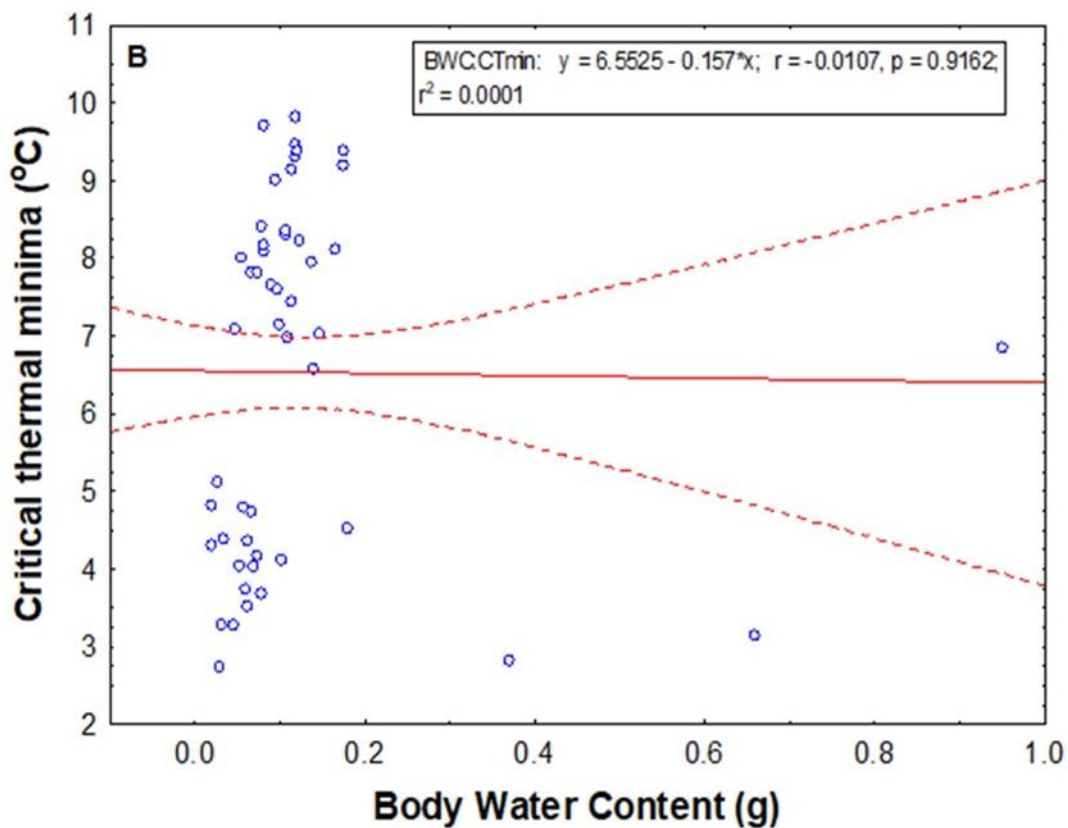 B
BWC:CTmin: y = 6.5525 - 0.157*x; r = -0.0107, p = 0.9162;
r² = 0.0001
Critical thermal minima (°C)
11
10
9
8
7
6
5
4
3
2
0.0 0.2 0.4 0.6 0.8 1.0
Body Water Content (g)